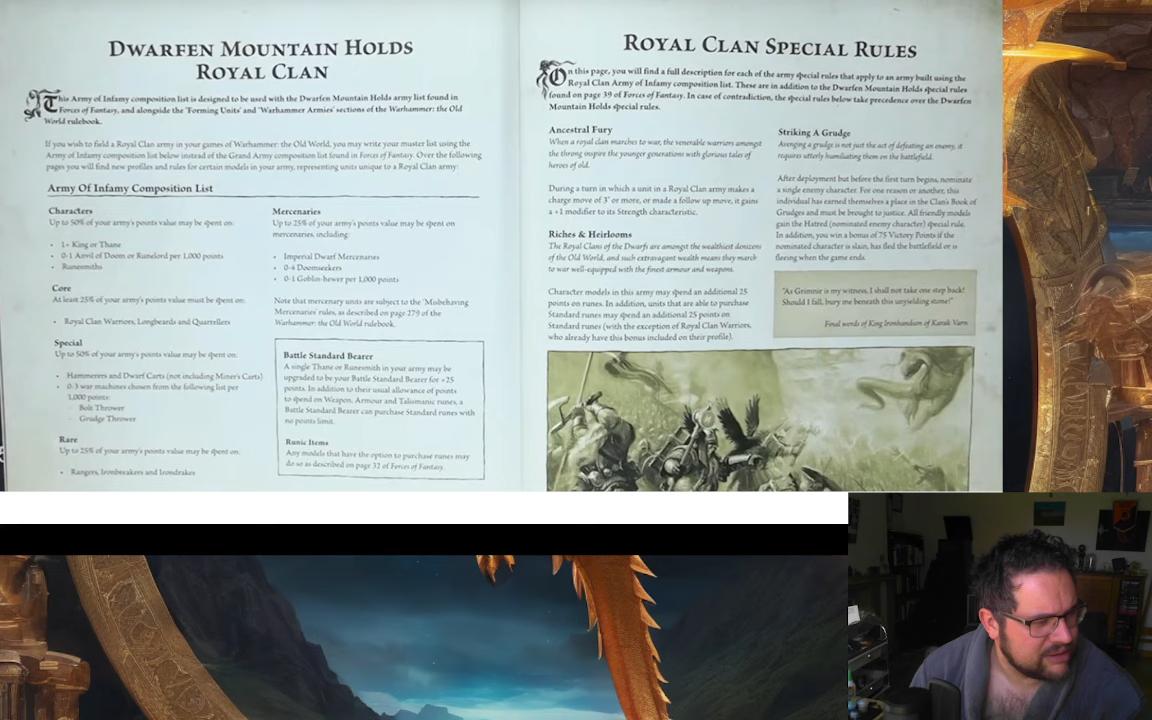 DWARFEN MOUNTAIN HOLDS
ROYAL CLAN
This Army of Infamy composition list is designed to be used with the Dwarfen Mountain Holds army list found in
Forces of Fantasy, and alongside the 'Forming Units' and 'Warhammer Armies' sections of the Warhammer: the Old
World rulebook.
If you wish to field a Royal Clan army in your games of Warhammer: the Old World, you may write your muster list using the
Army of Infamy composition list below instead of the Grand Army composition list found in Forces of Fantasy. Over the following
pages you will find new profiles and rules for certain models in your army, representing units unique to a Royal Clan army:
Army Of Infamy Composition List
Characters
Up to 50% of your army's points value may be spent on:
• 1+ King or Thane
• 0-1 Anvil of Doom or Runelord per 1,000 points
• Runesmiths
Core
At least 25% of your army's points value must be spent on:
• Royal Clan Warriors, Longbeards and Quarrellers
Special
Up to 50% of your army's points value may be spent on:
• Hammerers and Dwarf Carts (not including Miner's Carts)
• 0-3 war machines chosen from the following list per
1,000 points:
- Bolt Thrower
- Grudge Thrower
Rare
Up to 25% of your army's points value may be spent on:
• Rangers, Ironbreakers and Irondrakes
Mercenaries
Up to 25% of your army's points value may be spent on
mercenaries, including:
• Imperial Dwarf Mercenaries
• 0-4 Doomseekers
• 0-1 Goblin-hewer per 1,000 points
Note that mercenary units are subject to the 'Misbehaving
Mercenaries' rules, as described on page 279 of the
Warhammer: the Old World rulebook.
Battle Standard Bearer
A single Thane or Runesmith in your army may be
upgraded to be your Battle Standard Bearer for +25
points. In addition to their usual allowance of points
to spend on Weapon, Armour and Talismanic runes, a
Battle Standard Bearer can purchase Standard runes with
no points limit.
Runic Items
Any models that have the option to purchase runes may
do so as described on page 32 of Forces of Fantasy.
ROYAL CLAN SPECIAL RULES
On this page, you will find a full description for each of the army special rules that apply to an army built using the
Royal Clan Army of Infamy composition list. These are in addition to the Dwarfen Mountain Holds special rules
found on page 39 of Forces of Fantasy. In case of contradiction, the special rules below take precedence over the Dwarfen
Mountain Holds special rules.
Ancestral Fury
When a royal clan marches to war, the venerable warriors amongst
the throng inspire the younger generations with glorious tales of
heroes of old.
During a turn in which a unit in a Royal Clan army makes a
charge move of 3" or more, or made a follow up move, it gains
a +1 modifier to its Strength characteristic.
Riches & Heirlooms
The Royal Clans of the Dwarfs are amongst the wealthiest denizens
of the Old World, and such extravagant wealth means they march
to war well-equipped with the finest armour and weapons.
Character models in this army may spend an additional 25
points on runes. In addition, units that are able to purchase
Standard runes may spend an additional 25 points on
Standard runes (with the exception of Royal Clan Warriors,
who already have this bonus included on their profile).
Striking A Grudge
Avenging a grudge is not just the act of defeating an enemy, it
requires utterly humiliating them on the battlefield.
After deployment but before the first turn begins, nominate
a single enemy character. For one reason or another, this
individual has earned themselves a place in the Clan's Book of
Grudges and must be brought to justice. All friendly models
gain the Hatred (nominated enemy character) special rule.
In addition, you win a bonus of 75 Victory Points if the
nominated character is slain, has fled the battlefield or is
fleeing when the game ends.
"As Grimnir is my witness, I shall not take one step back!
Should I fall, bury me beneath this unyielding stone!"
Final words of King Ironhandson of Karak Varn